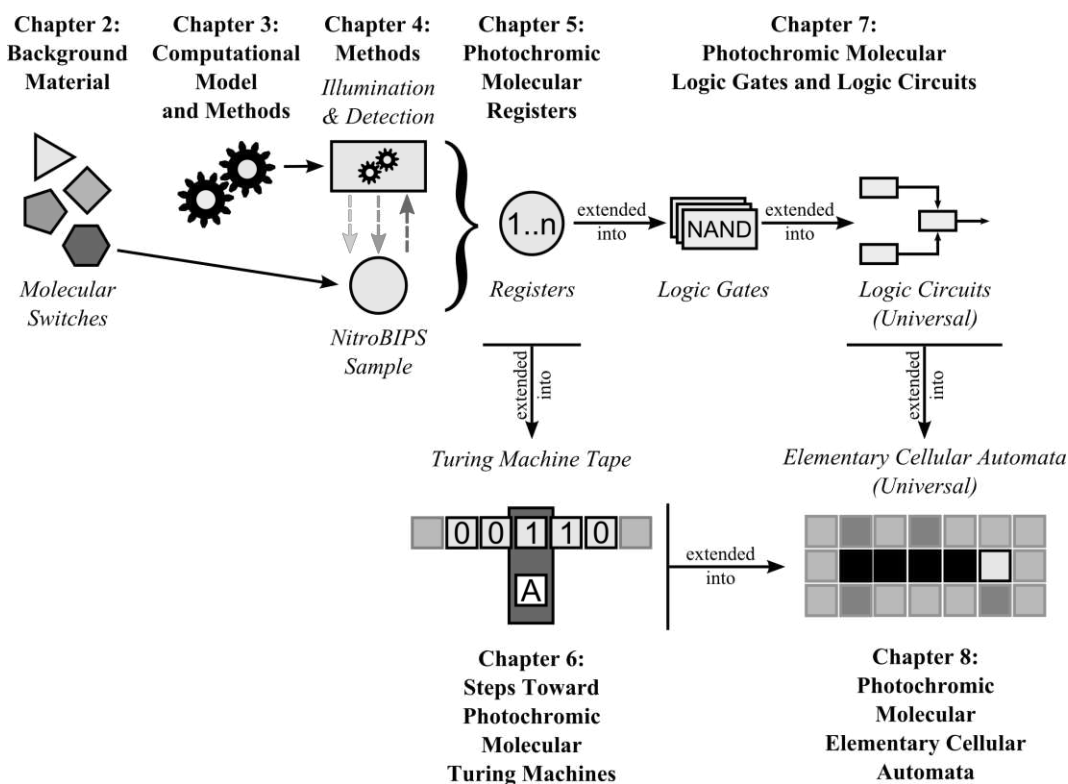 Chapter 2:
Background
Material
Chapter 3:
Computational
Model
and Methods
Chapter 4:
Methods
Illumination
& Detection
Chapter 5:
Photochromic
Molecular
Registers
Chapter 7:
Photochromic Molecular
Logic Gates and Logic Circuits
1..n
extended
into
NAND
extended
into
Molecular
Switches
NitroBIPS
Sample
Registers
Logic Gates
Logic Circuits
(Universal)
extended
into
extended
into
Turing Machine Tape
Elementary Cellular Automata
(Universal)
0 0 1 1 0
A
extended
into
Chapter 6:
Steps Toward
Photochromic
Molecular
Turing Machines
Chapter 8:
Photochromic
Molecular
Elementary Cellular
Automata